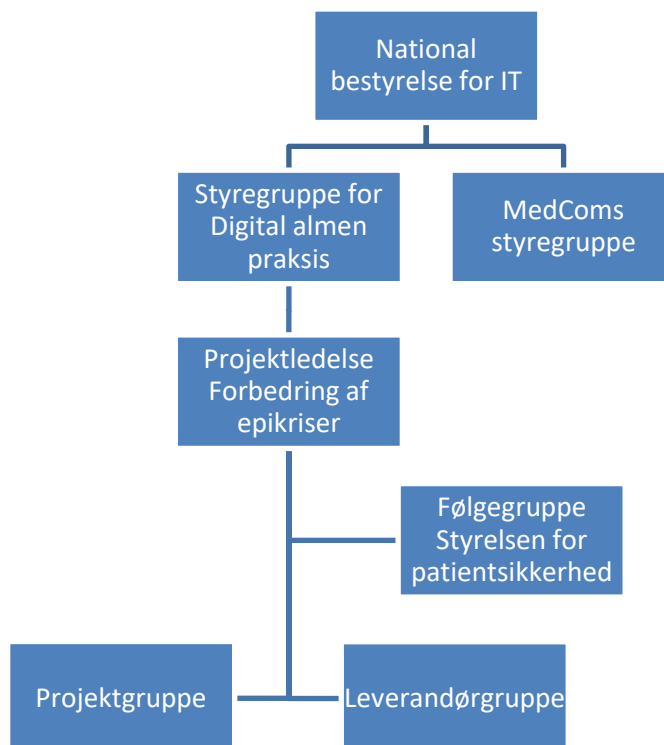 National
bestyrelse for IT
Styregruppe for
Digital almen
praksis
MedComs
styregruppe
Projektledelse
Forbedring af
epikriser
Følgegruppe
Styrelsen for
patientsikkerhed
Projektgruppe
Leverandørgruppe